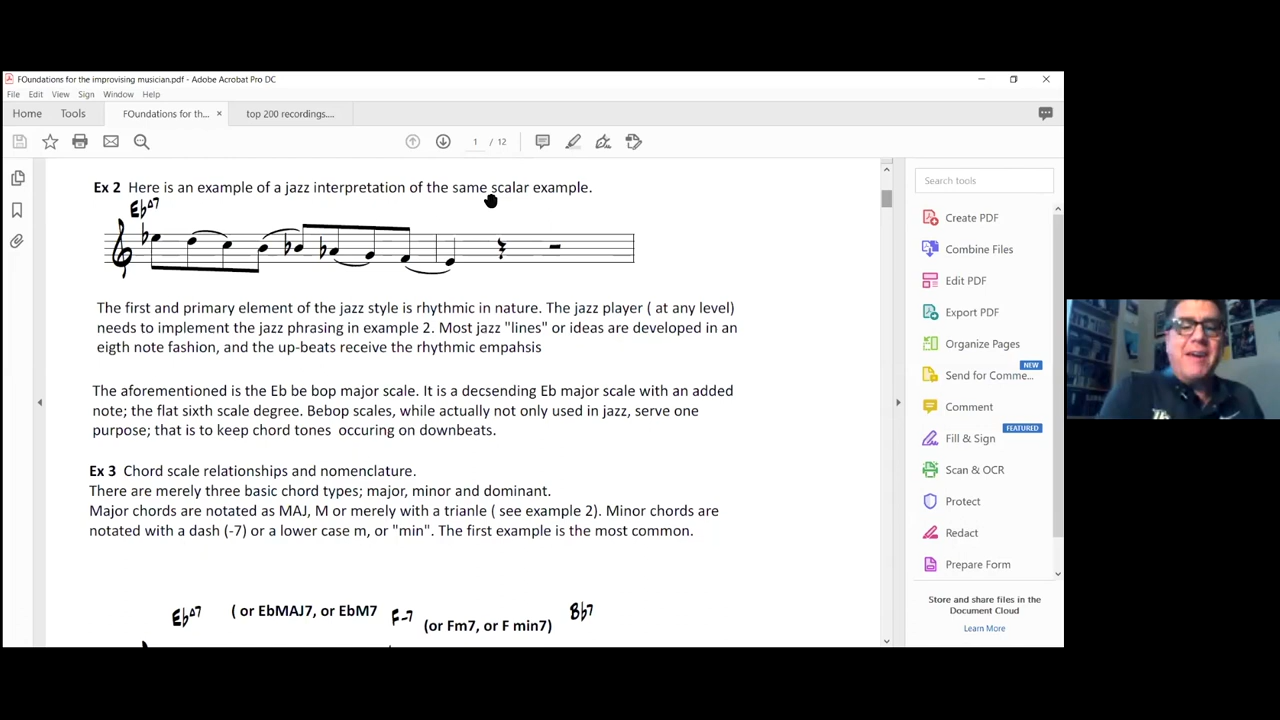 FOundations for the improvising musician.pdf - Adobe Acrobat Pro DC
File Edit View Sign Window Help
Home Tools FOundations for th... × top 200 recordings....
1 / 12
Ex 2 Here is an example of a jazz interpretation of the same scalar example.
Eb△7
The first and primary element of the jazz style is rhythmic in nature. The jazz player ( at any level)
needs to implement the jazz phrasing in example 2. Most jazz "lines" or ideas are developed in an
eigth note fashion, and the up-beats receive the rhythmic empahsis
The aforementioned is the Eb be bop major scale. It is a decsending Eb major scale with an added
note; the flat sixth scale degree. Bebop scales, while actually not only used in jazz, serve one
purpose; that is to keep chord tones occuring on downbeats.
Ex 3 Chord scale relationships and nomenclature.
There are merely three basic chord types; major, minor and dominant.
Major chords are notated as MAJ, M or merely with a trianle ( see example 2). Minor chords are
notated with a dash (-7) or a lower case m, or "min". The first example is the most common.
Eb△7 ( or EbMAJ7, or EbM7 F-7 (or Fm7, or F min7) Bb7
Search tools
Create PDF
Combine Files
Edit PDF
Export PDF
Organize Pages
NEW
Send for Comme...
Comment
FEATURED
Fill & Sign
Scan & OCR
Protect
Redact
Prepare Form
Store and share files in the
Document Cloud
Learn More